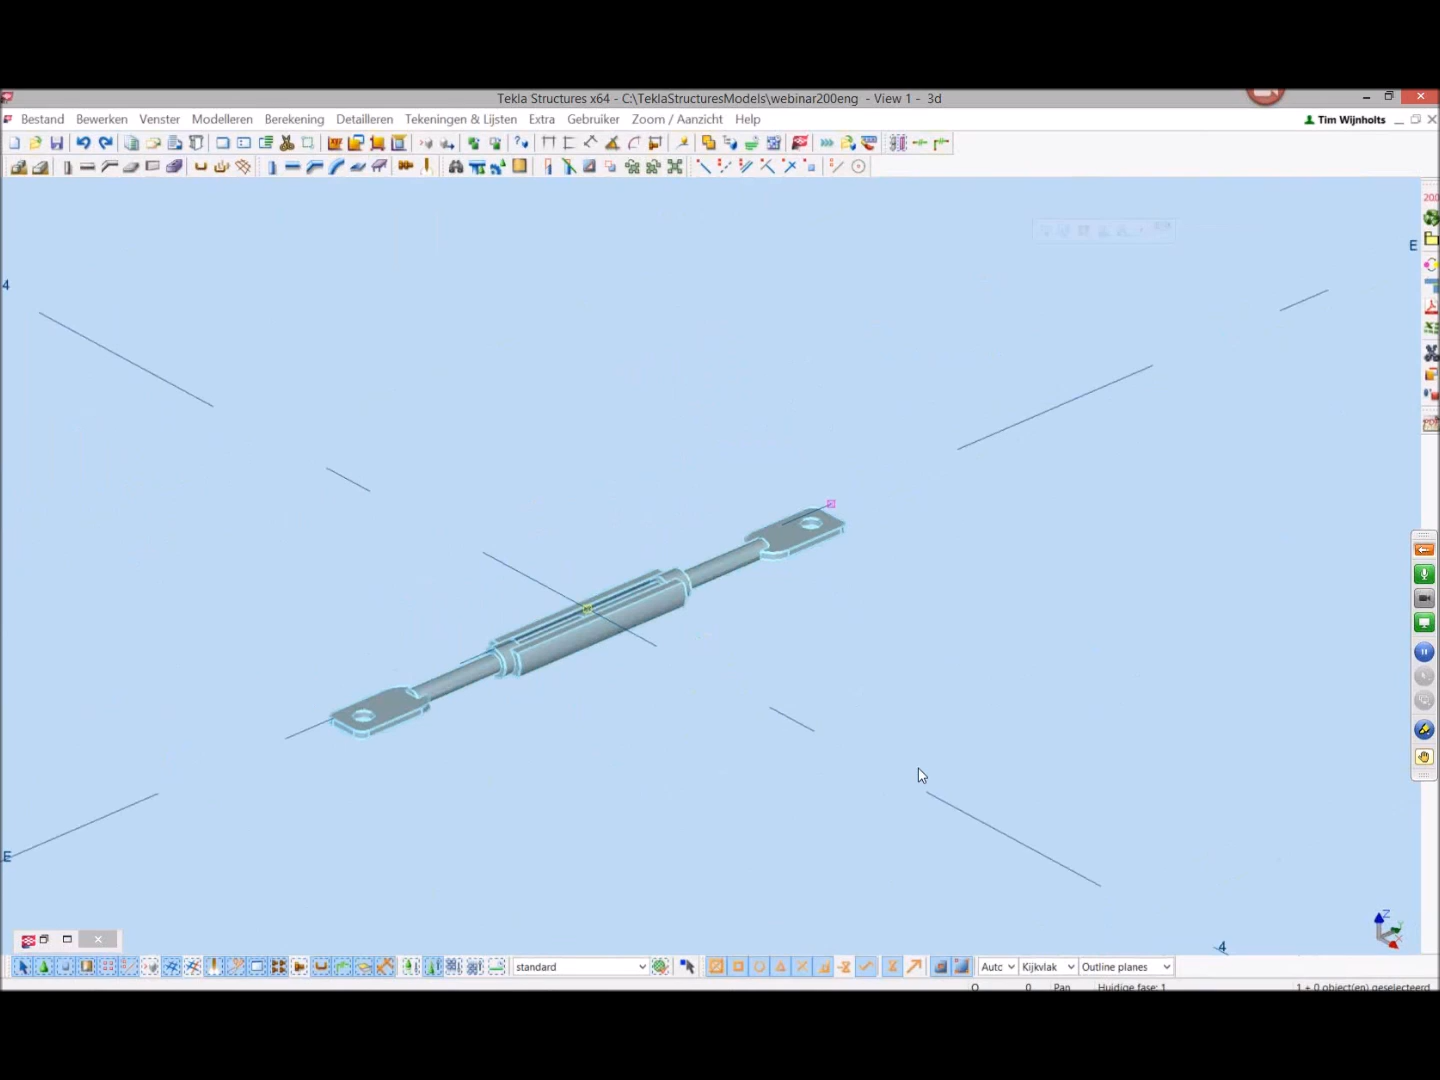 Tekla Structures x64 - C:\TeklaStructuresModels\webinar200eng - View 1 - 3d
Bestand Bewerken Venster Modelleren Berekening Detailleren Tekeningen & Lijsten Extra Gebruiker Zoom / Aanzicht Help
Tim Wijnholts
20.0
E
4
E
Z
4
standard
Auto Kijkvlak Outline planes
O 0 Pan Huidige fase: 1 1 + 0 object(en) geselecteerd